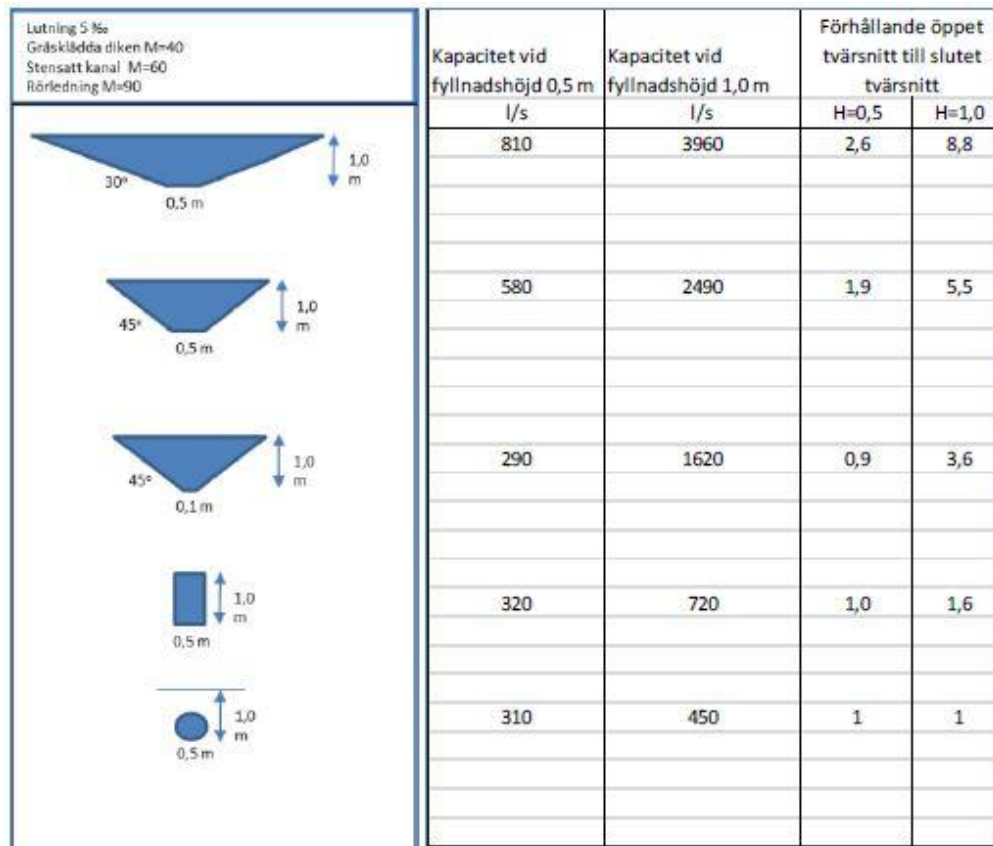 Lutning 5 ‰
Gräsklädda diken M=40
Stensatt kanal M=60
Rörledning M=90
Kapacitet vid
fyllnadshöjd 0,5 m
Kapacitet vid
fyllnadshöjd 1,0 m
Förhållande öppet
tvärsnitt till slutet
tvärsnitt
l/s l/s H=0,5 H=1,0
810 3960 2,6 8,8
1,0
m
30°
0,5 m
580 2490 1,9 5,5
1,0
m
45°
0,5 m
290 1620 0,9 3,6
1,0
m
45°
0,1 m
320 720 1,0 1,6
1,0
m
0,5 m
310 450 1 1
1,0
m
0,5 m